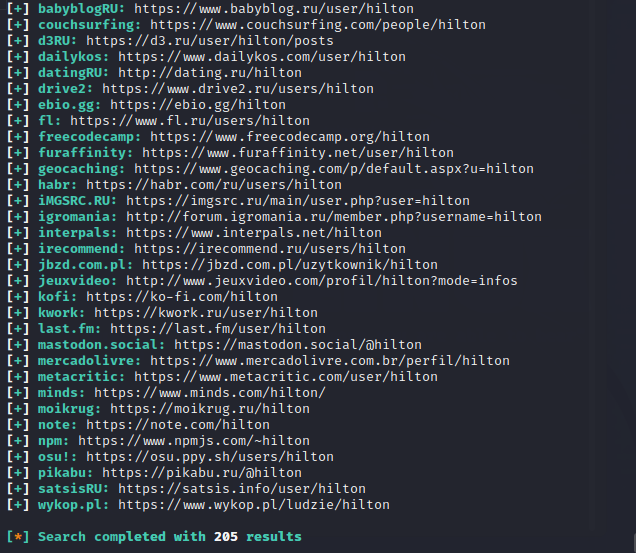 [+] babyblogRU: https://www.babyblog.ru/user/hilton
[+] couchsurfing: https://www.couchsurfing.com/people/hilton
[+] d3RU: https://d3.ru/user/hilton/posts
[+] dailykos: https://www.dailykos.com/user/hilton
[+] datingRU: http://dating.ru/hilton
[+] drive2: https://www.drive2.ru/users/hilton
[+] ebio.gg: https://ebio.gg/hilton
[+] fl: https://www.fl.ru/users/hilton
[+] freecodecamp: https://www.freecodecamp.org/hilton
[+] furaffinity: https://www.furaffinity.net/user/hilton
[+] geocaching: https://www.geocaching.com/p/default.aspx?u=hilton
[+] habr: https://habr.com/ru/users/hilton
[+] iMGSRC.RU: https://imgsrc.ru/main/user.php?user=hilton
[+] igromania: http://forum.igromania.ru/member.php?username=hilton
[+] interpals: https://www.interpals.net/hilton
[+] irecommend: https://irecommend.ru/users/hilton
[+] jbzd.com.pl: https://jbzd.com.pl/uzytkownik/hilton
[+] jeuxvideo: http://www.jeuxvideo.com/profil/hilton?mode=infos
[+] kofi: https://ko-fi.com/hilton
[+] kwork: https://kwork.ru/user/hilton
[+] last.fm: https://last.fm/user/hilton
[+] mastodon.social: https://mastodon.social/@hilton
[+] mercadolivre: https://www.mercadolivre.com.br/perfil/hilton
[+] metacritic: https://www.metacritic.com/user/hilton
[+] minds: https://www.minds.com/hilton/
[+] moikrug: https://moikrug.ru/hilton
[+] note: https://note.com/hilton
[+] npm: https://www.npmjs.com/~hilton
[+] osu!: https://osu.ppy.sh/users/hilton
[+] pikabu: https://pikabu.ru/@hilton
[+] satsisRU: https://satsis.info/user/hilton
[+] wykop.pl: https://www.wykop.pl/ludzie/hilton
[*] Search completed with 205 results